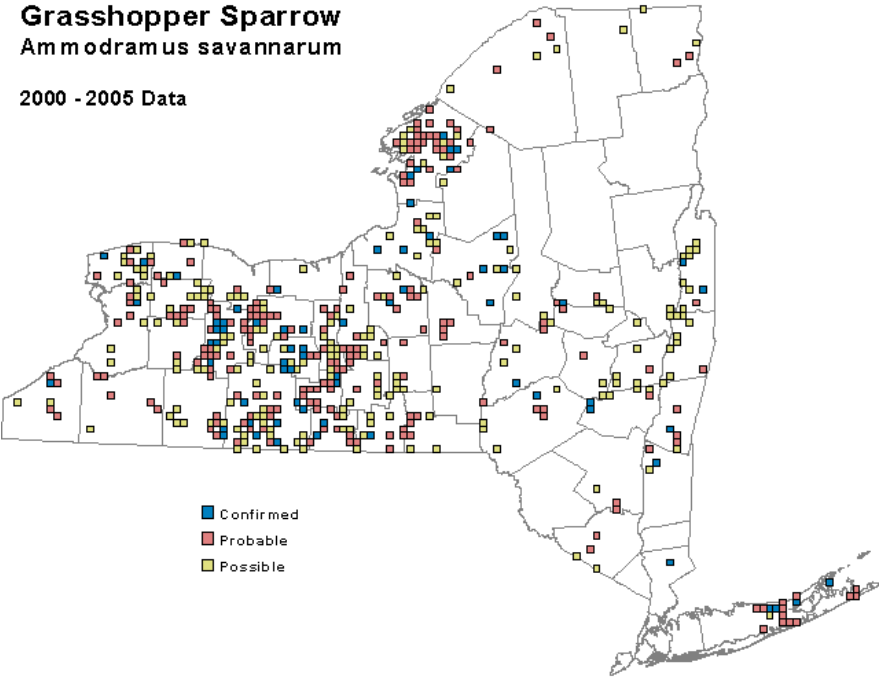 Grasshopper Sparrow
Ammodramus savannarum
2000 - 2005 Data
Confirmed
Probable
Possible